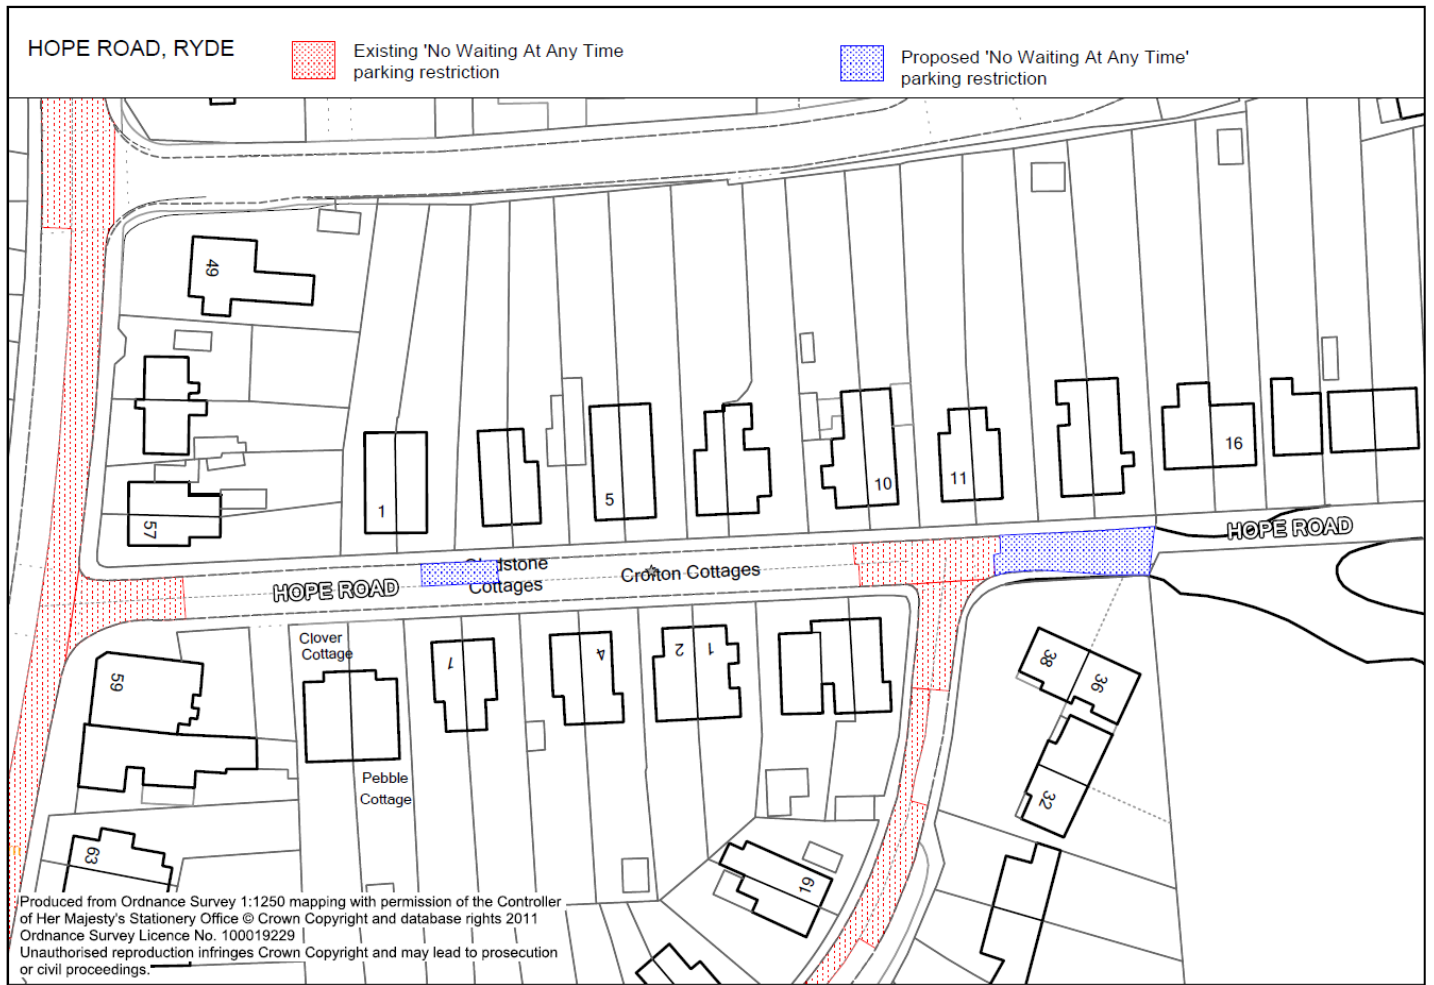 HOPE ROAD, RYDE
Existing 'No Waiting At Any Time
parking restriction
Proposed 'No Waiting At Any Time'
parking restriction
49
57
1
5
10
11
16
HOPE ROAD
Cottages
Crofton Cottages
HOPE ROAD
Clover
Cottage
Pebble
Cottage
1
4
2
1
59
63
38
36
32
19
Produced from Ordnance Survey 1:1250 mapping with permission of the Controller
of Her Majesty's Stationery Office © Crown Copyright and database rights 2011
Ordnance Survey Licence No. 100019229
Unauthorised reproduction infringes Crown Copyright and may lead to prosecution
or civil proceedings.